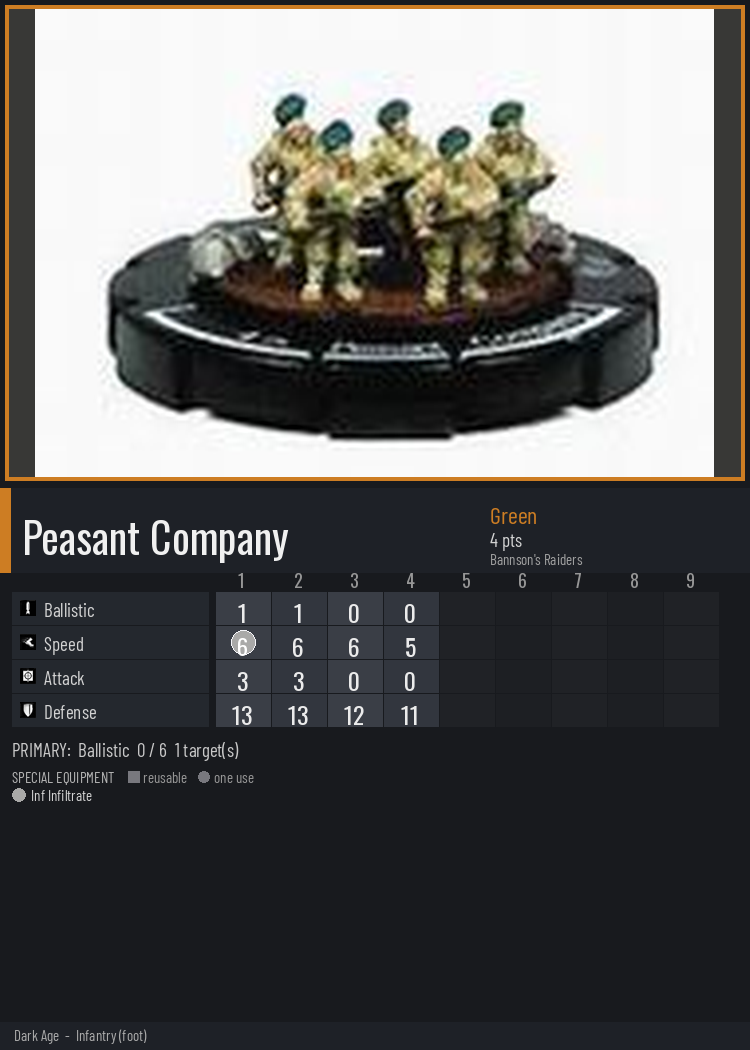 Peasant Company
Green
4 pts
Bannson's Raiders
1 2 3 4 5 6 7 8 9
Ballistic 1 1 0 0
Speed 6 6 6 5
Attack 3 3 0 0
Defense 13 13 12 11
PRIMARY: Ballistic 0 / 6 1 target(s)
SPECIAL EQUIPMENT reusable one use
Inf Infiltrate
Dark Age - Infantry (foot)